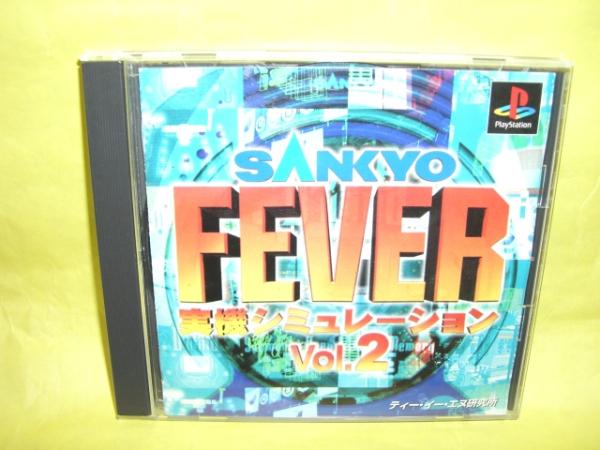 PlayStation
SANKYO
FEVER
実機シミュレーション
Vol.2
ティー・イー・エヌ研究所